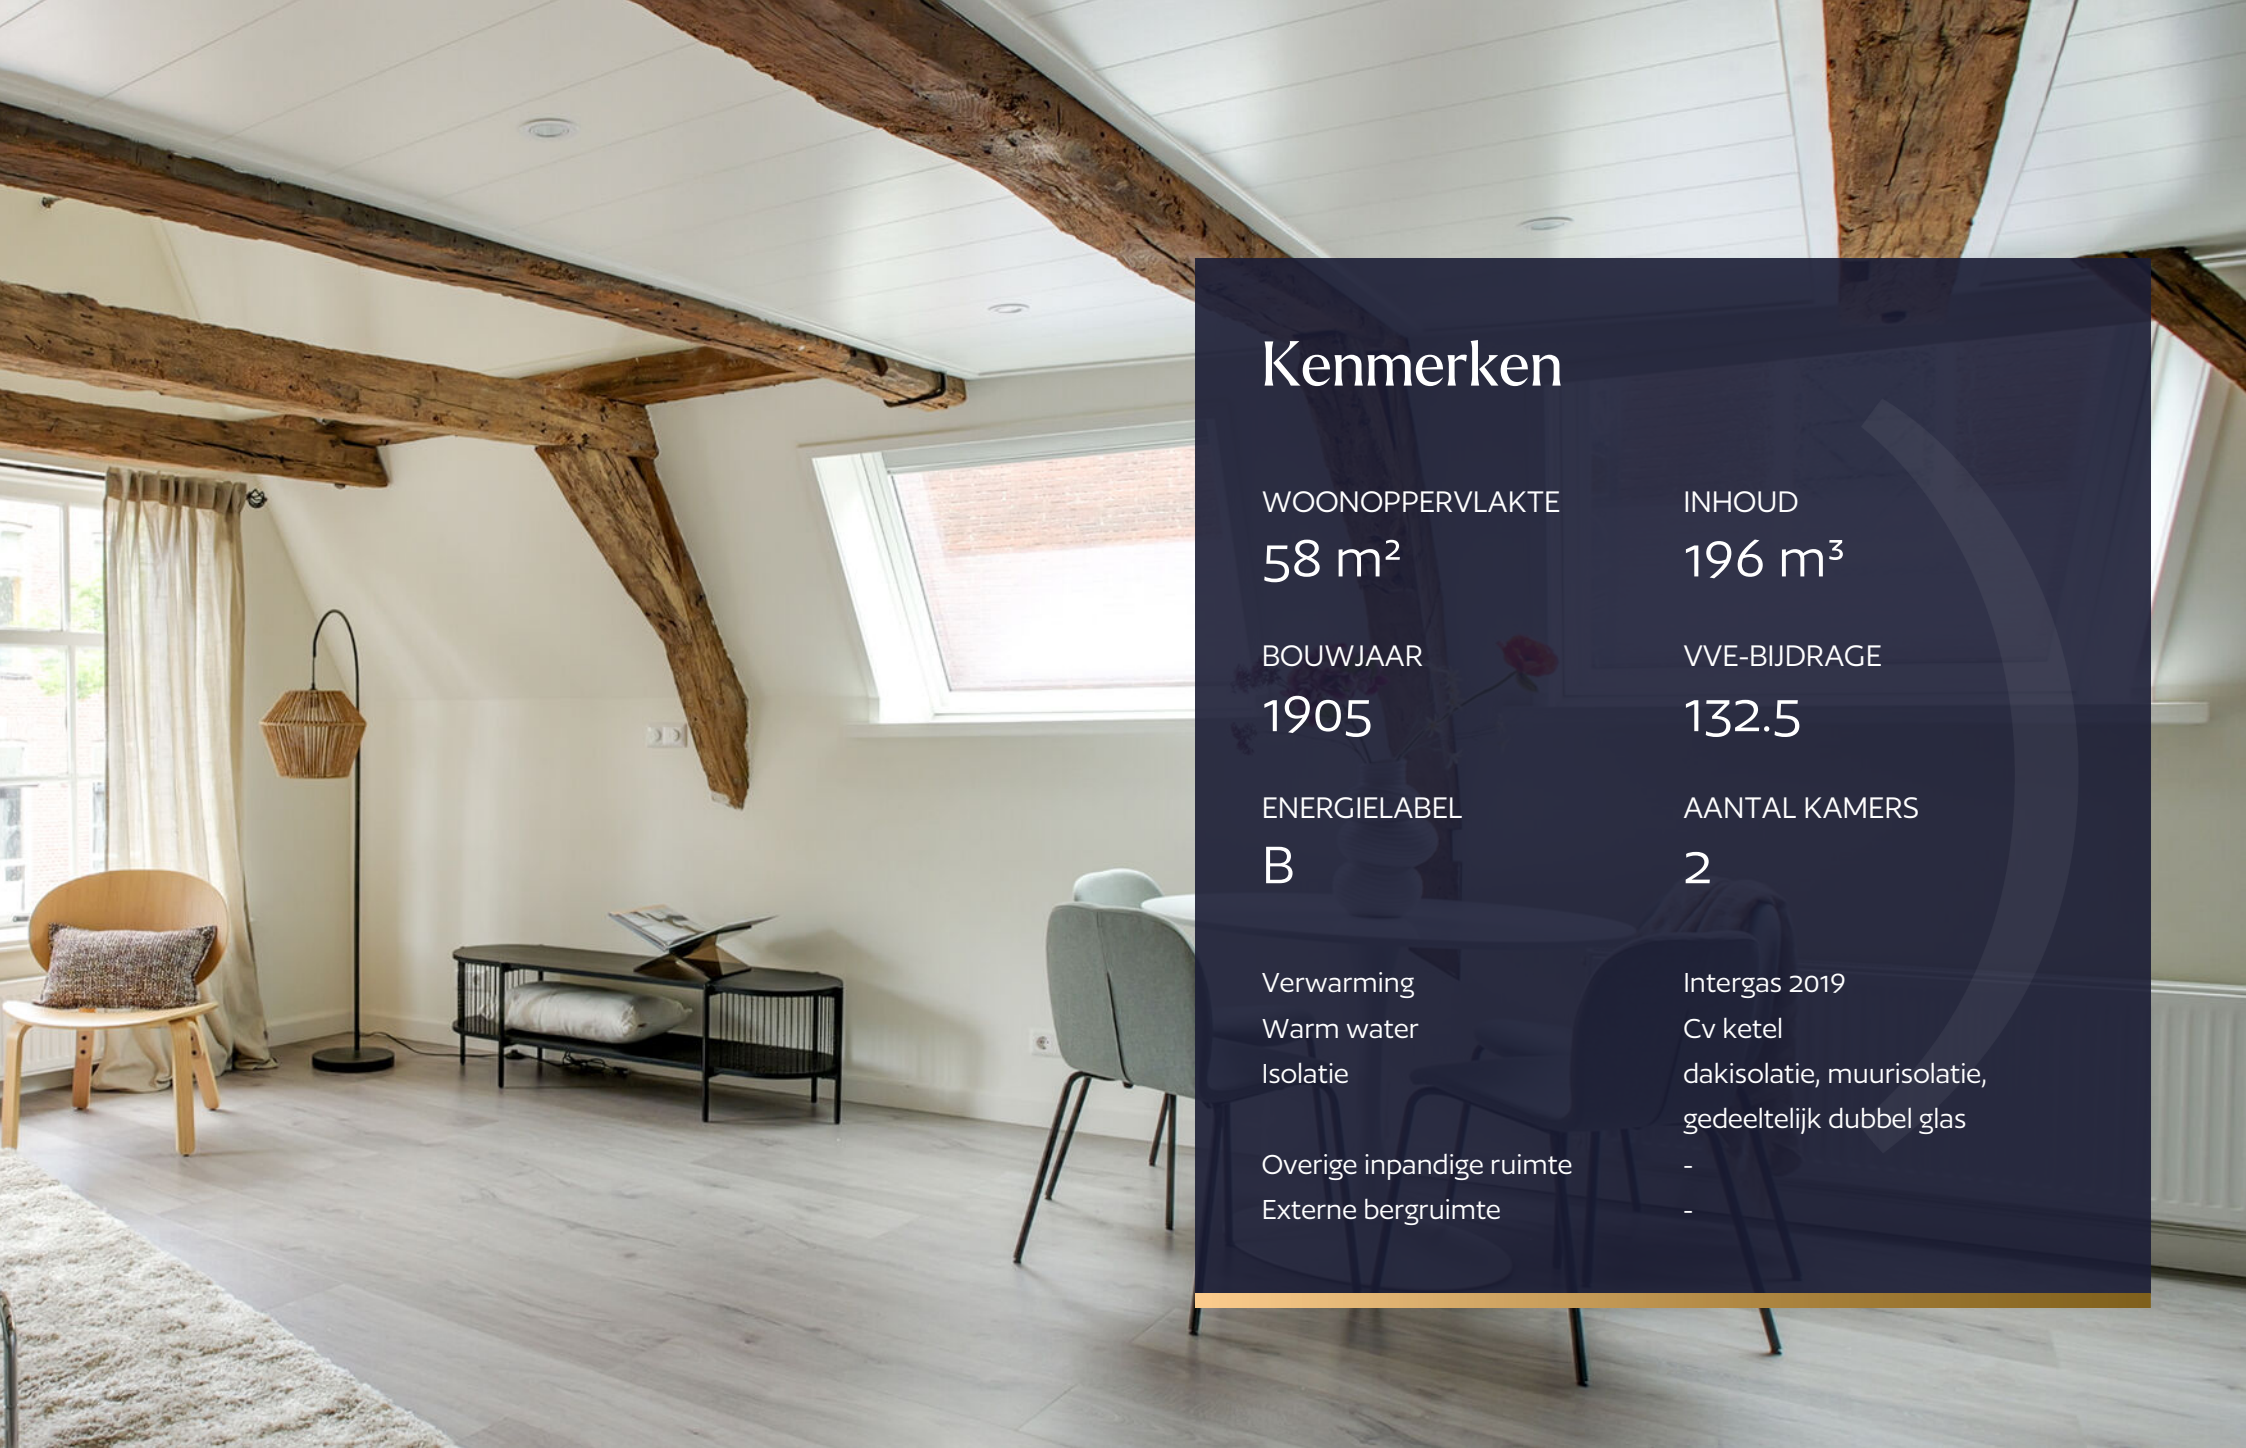 Kenmerken
WOONOPPERVLAKTE
58 m²
INHOUD
196 m³
BOUWJAAR
1905
VVE-BIJDRAGE
132.5
ENERGIELABEL
B
AANTAL KAMERS
2
Verwarming
Intergas 2019
Warm water
Cv ketel
Isolatie
dakisolatie, muurisolatie,
gedeeltelijk dubbel glas
Overige inpandige ruimte
-
Externe bergruimte
-